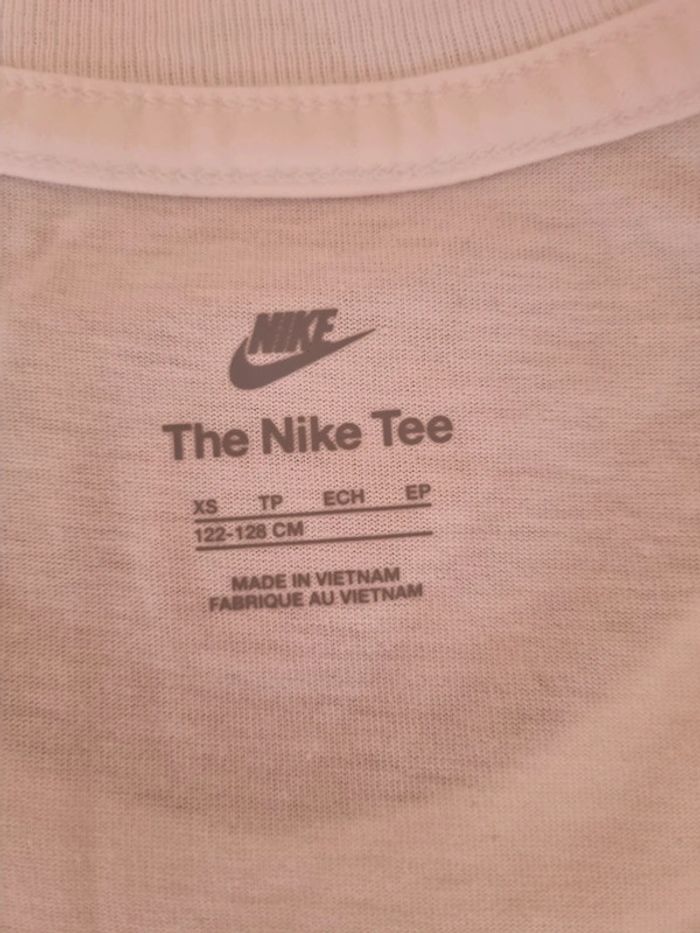 NIKE
The Nike Tee
XS TP ECH EP
122-128 CM
MADE IN VIETNAM
FABRIQUE AU VIETNAM